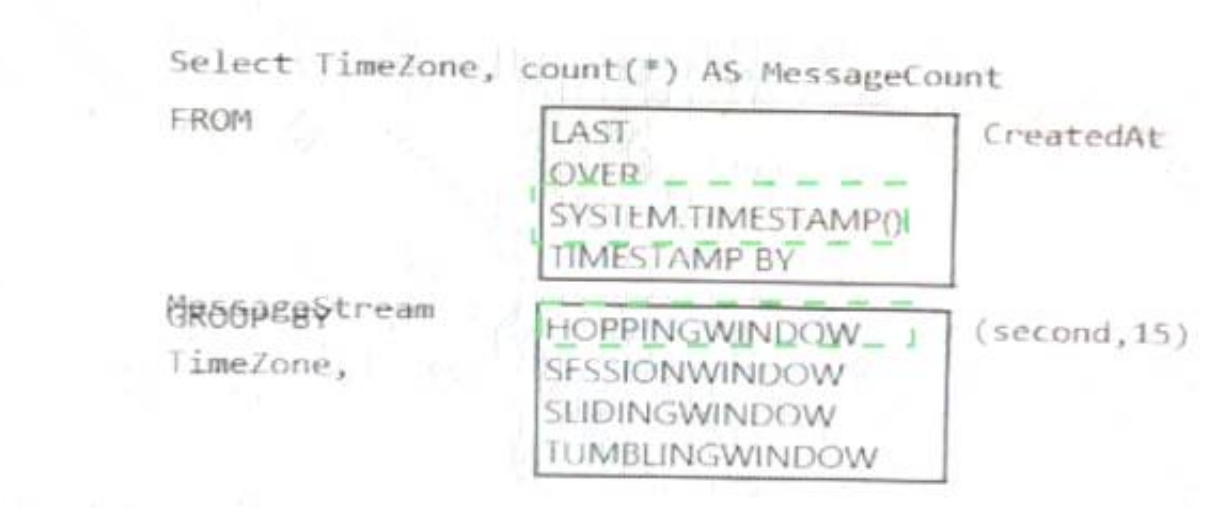 Select TimeZone, count(*) AS MessageCount
FROM
LAST
OVER
SYSTEM.TIMESTAMP()
TIMESTAMP BY
CreatedAt
MessageStream
GROUP BY
TimeZone,
HOPPINGWINDOW
SESSIONWINDOW
SLIDINGWINDOW
TUMBLINGWINDOW
(second,15)